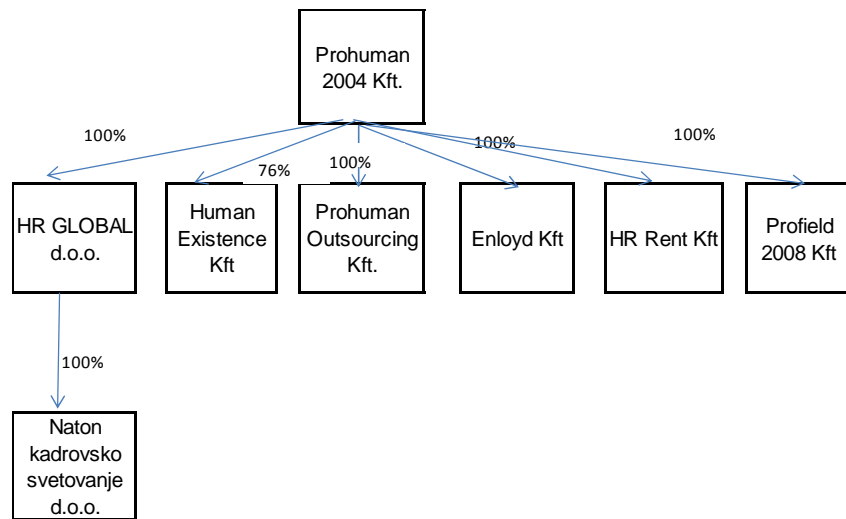 Prohuman
2004 Kft.
100%
76%
100%
100%
100%
HR GLOBAL
d.o.o.
Human
Existence
Kft
Prohuman
Outsourcing
Kft.
Enloyd Kft
HR Rent Kft
Profield
2008 Kft
100%
Naton
kadrovsko
svetovanje
d.o.o.